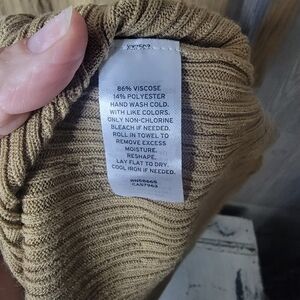 86% VISCOSE
14% POLYESTER
HAND WASH COLD.
WITH LIKE COLORS.
ONLY NON-CHLORINE
BLEACH IF NEEDED.
ROLL IN TOWEL TO
REMOVE EXCESS
MOISTURE.
RESHAPE.
LAY FLAT TO DRY.
COOL IRON IF NEEDED.